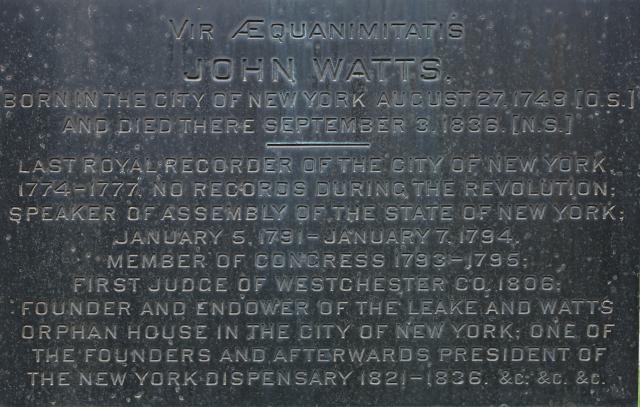 VIR ÆQUANIMITATIS
JOHN WATTS.
BORN IN THE CITY OF NEW YORK AUGUST 27, 1749 [O.S.]
AND DIED THERE SEPTEMBER 3, 1836. [N.S.]
LAST ROYAL RECORDER OF THE CITY OF NEW YORK,
1774-1777, NO RECORDS DURING THE REVOLUTION;
SPEAKER OF ASSEMBLY OF THE STATE OF NEW YORK;
JANUARY 5, 1791-JANUARY 7, 1794,
MEMBER OF CONGRESS 1793-1795;
FIRST JUDGE OF WESTCHESTER CO. 1806;
FOUNDER AND ENDOWER OF THE LEAKE AND WATTS
ORPHAN HOUSE IN THE CITY OF NEW YORK; ONE OF
THE FOUNDERS AND AFTERWARDS PRESIDENT OF
THE NEW YORK DISPENSARY 1821-1836. &c. &c. &c.